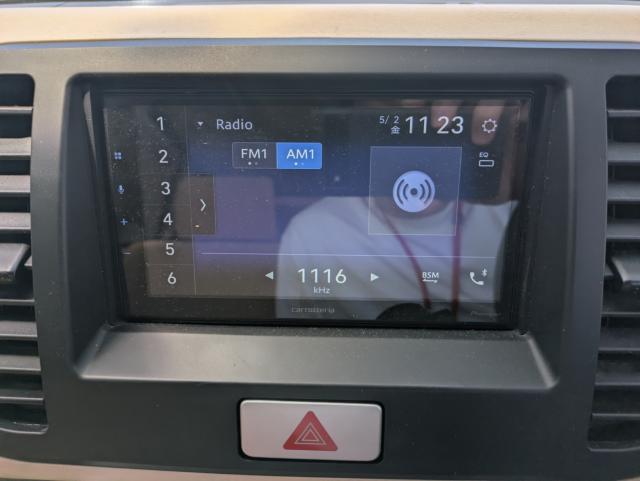 1
Radio
5/ 2
金
11 23
2
FM1
AM1
EQ
3
4
5
6
1116
kHz
BSM
carrozzeria
Pioneer